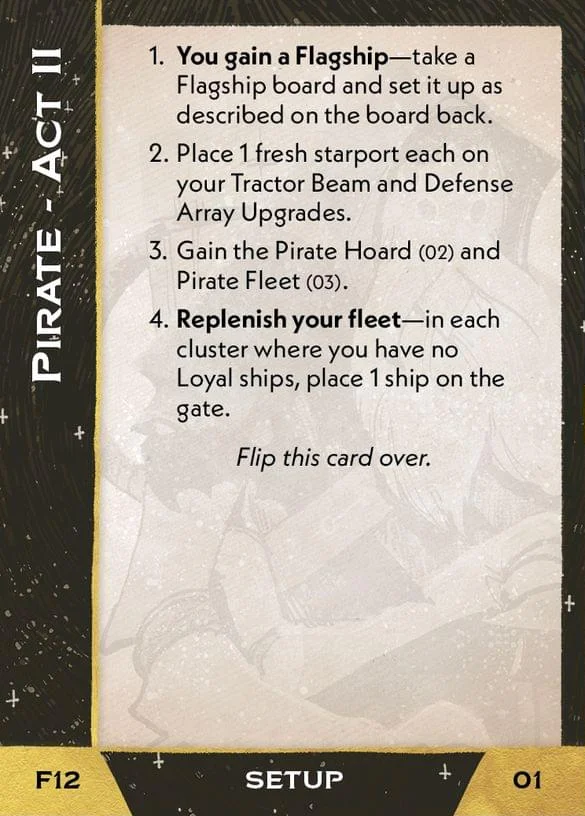 PIRATE - ACT II
1. You gain a Flagship—take a
Flagship board and set it up as
described on the board back.
2. Place 1 fresh starport each on
your Tractor Beam and Defense
Array Upgrades.
3. Gain the Pirate Hoard (02) and
Pirate Fleet (03).
4. Replenish your fleet—in each
cluster where you have no
Loyal ships, place 1 ship on the
gate.
Flip this card over.
F12
SETUP
01